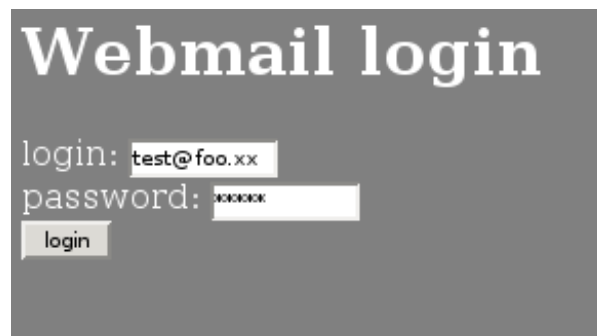 Webmail login
login: test@foo.xx
password: *****
login